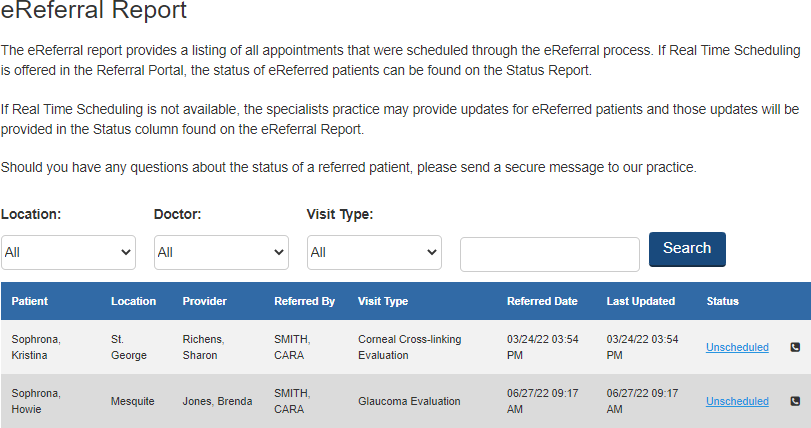 eReferral Report
The eReferral report provides a listing of all appointments that were scheduled through the eReferral process. If Real Time Scheduling
is offered in the Referral Portal, the status of eReferred patients can be found on the Status Report.
If Real Time Scheduling is not available, the specialists practice may provide updates for eReferred patients and those updates will be
provided in the Status column found on the eReferral Report.
Should you have any questions about the status of a referred patient, please send a secure message to our practice.
Location: Doctor: Visit Type:
All All All Search
Patient Location Provider Referred By Visit Type Referred Date Last Updated Status
Sophrona, St. Richens, SMITH, Corneal Cross-linking 03/24/22 03:54 03/24/22 03:54 Unscheduled
Kristina George Sharon CARA Evaluation PM PM
Sophrona, Mesquite Jones, Brenda SMITH, Glaucoma Evaluation 06/27/22 09:17 06/27/22 09:17 Unscheduled
Howie CARA AM AM